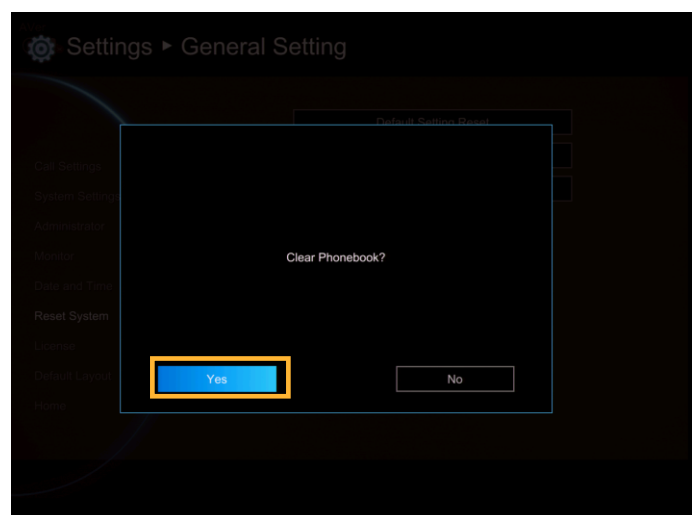 Settings ▸ General Setting
Default Setting Reset
Call Settings
System Settings
Administrator
Monitor
Date and Time
Reset System
License
Default Layout
Home
Clear Phonebook?
Yes
No